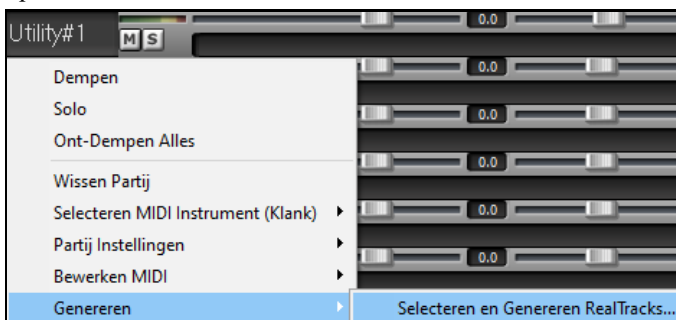 0.0
Utility#1
M S
Dempen
0.0
Solo
0.0
Ont-Dempen Alles
0.0
Wissen Partij
Selecteren MIDI Instrument (Klank)
0.0
Partij Instellingen
0.0
Bewerken MIDI
Genereren
Selecteren en Genereren RealTracks...